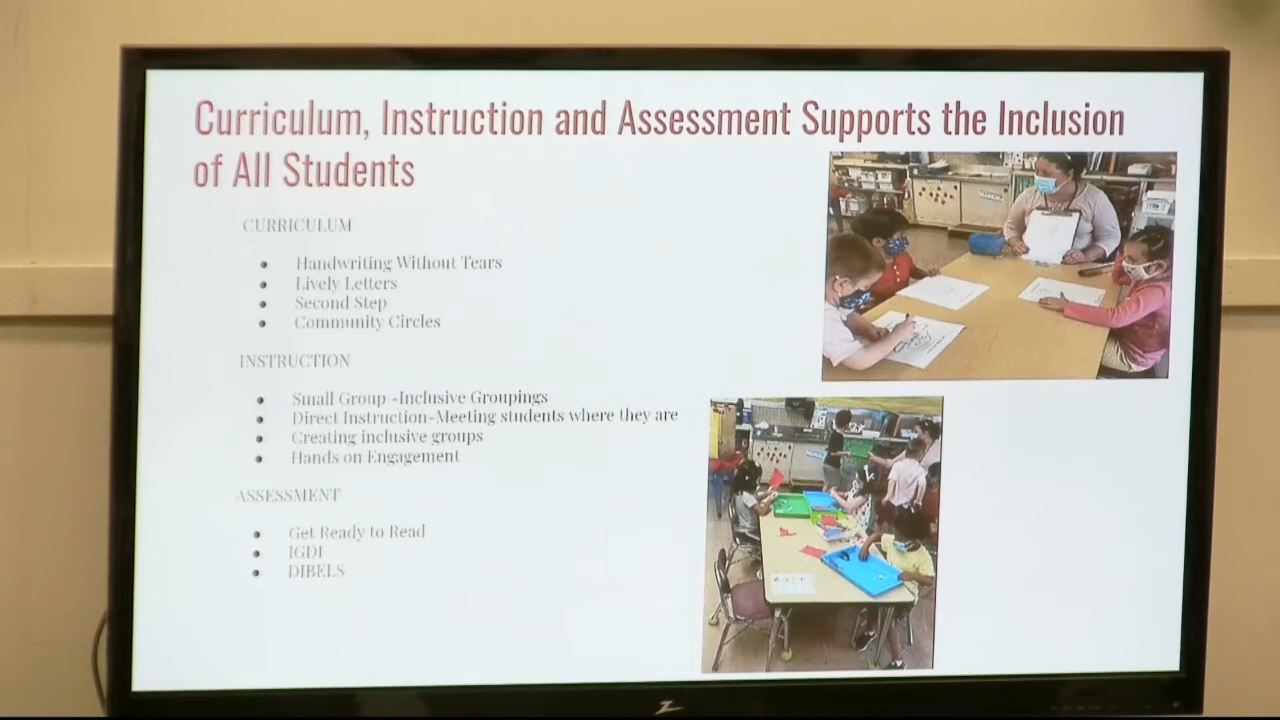 Curriculum, Instruction and Assessment Supports the Inclusion
of All Students
CURRICULUM
● Handwriting Without Tears
● Lively Letters
● Second Step
● Community Circles
INSTRUCTION
● Small Group -Inclusive Groupings
● Direct Instruction-Meeting students where they are
● Creating inclusive groups
● Hands on Engagement
ASSESSMENT
● Get Ready to Read
● IGDI
● DIBELS